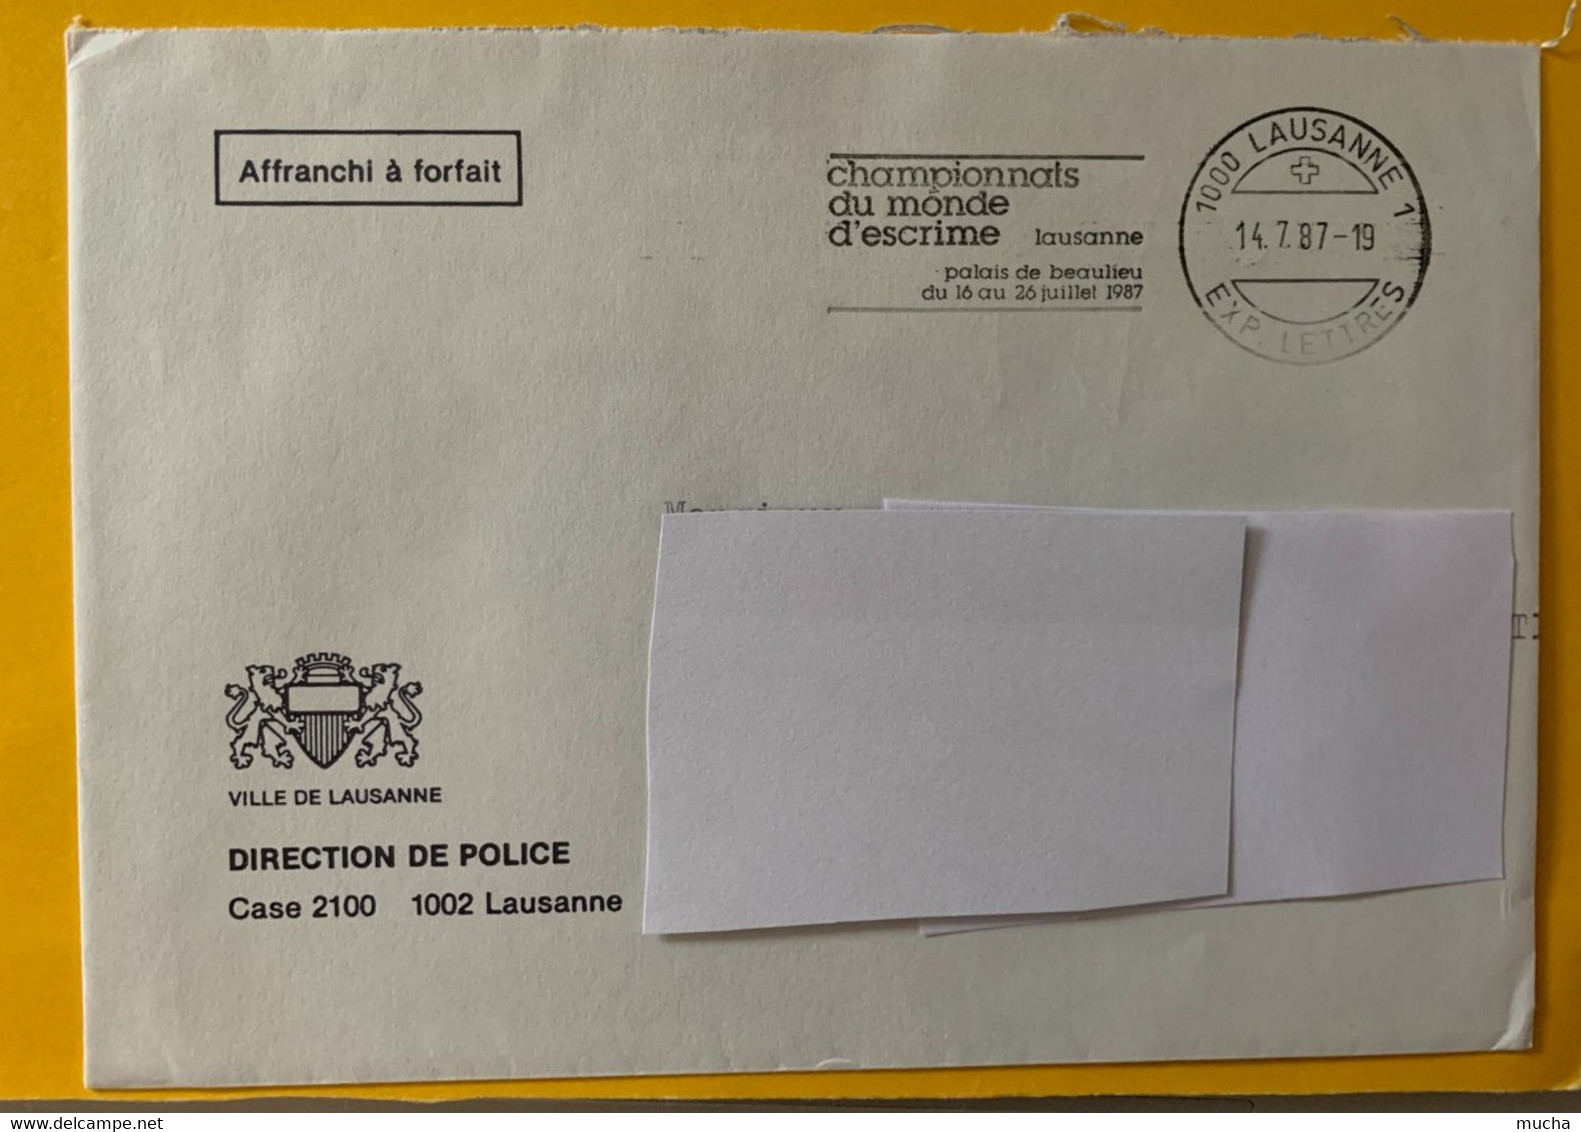 Affranchi à forfait
championnats
du monde
d'escrime lausanne
palais de beaulieu
du 16 au 26 juillet 1987
1000 LAUSANNE 1
14.7.87-19
EXP. LETTRES
VILLE DE LAUSANNE
DIRECTION DE POLICE
Case 2100 1002 Lausanne
www.delcampe.net
mucha